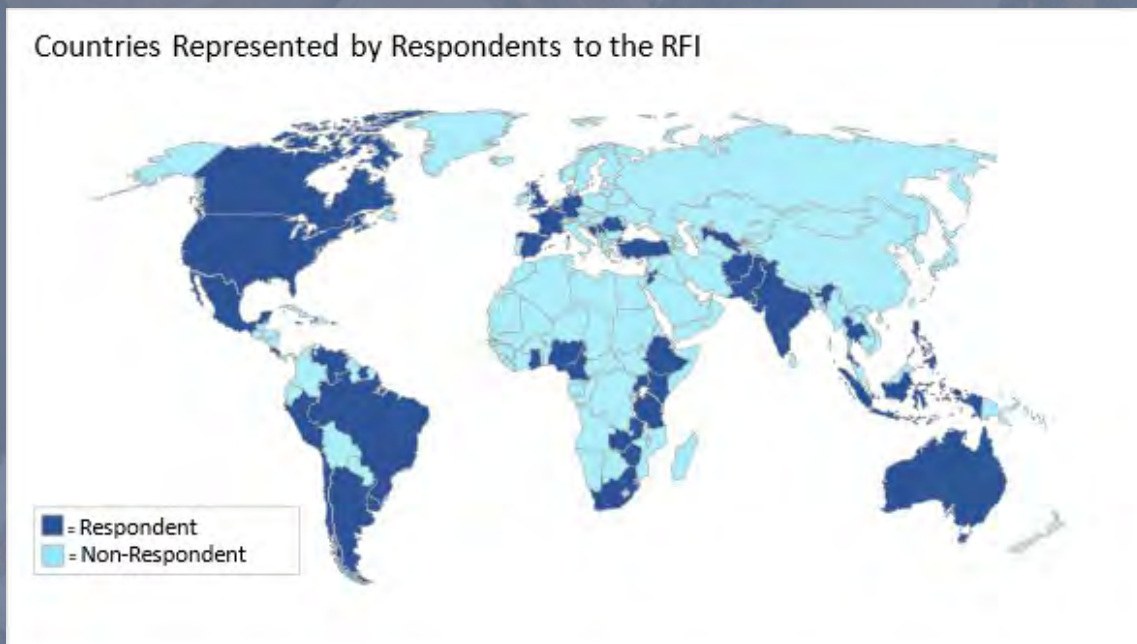 Countries Represented by Respondents to the RFI
= Respondent
= Non-Respondent